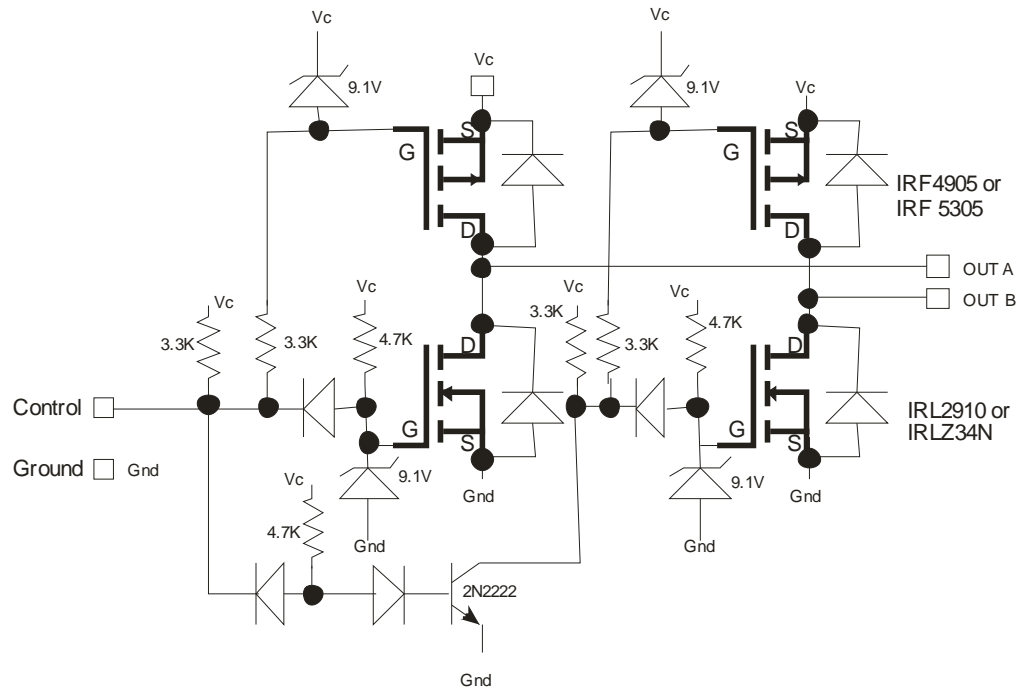 Vc
Vc
Vc
9.1V
9.1V
Vc
S
G
D
S
G
D
IRF4905 or
IRF 5305
OUT A
OUT B
Vc
3.3K
3.3K
Vc
4.7K
Vc
3.3K
3.3K
Vc
4.7K
D
G
S
D
G
S
Control
IRL2910 or
IRLZ34N
Ground
Gnd
9.1V
Gnd
Gnd
9.1V
Gnd
Gnd
Vc
4.7K
2N2222
Gnd